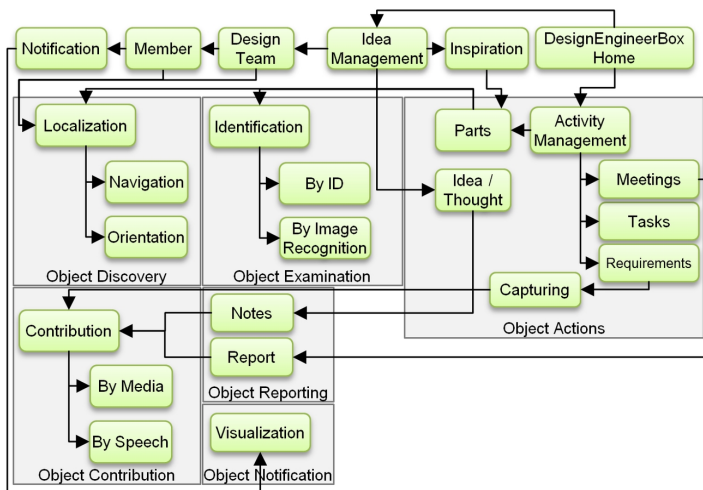 Notification
Member
Design
Team
Idea
Management
Inspiration
DesignEngineerBox
Home
Localization
Navigation
Orientation
Object Discovery
Identification
By ID
By Image
Recognition
Object Examination
Parts
Activity
Management
Idea /
Thought
Meetings
Tasks
Requirements
Capturing
Object Actions
Contribution
By Media
By Speech
Object Contribution
Notes
Report
Object Reporting
Visualization
Object Notification